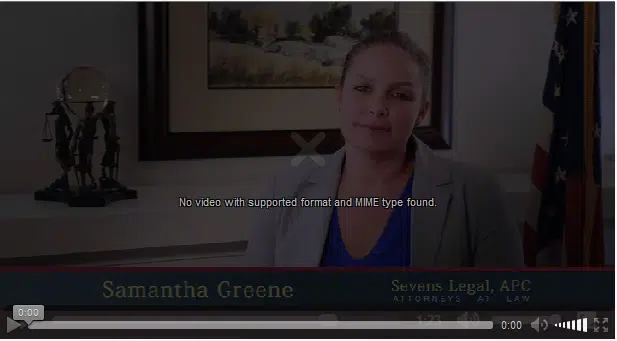 No video with supported format and MIME type found.
Samantha Greene
Sevens Legal, APC
ATTORNEYS AT LAW
0:00
1:23
0:00